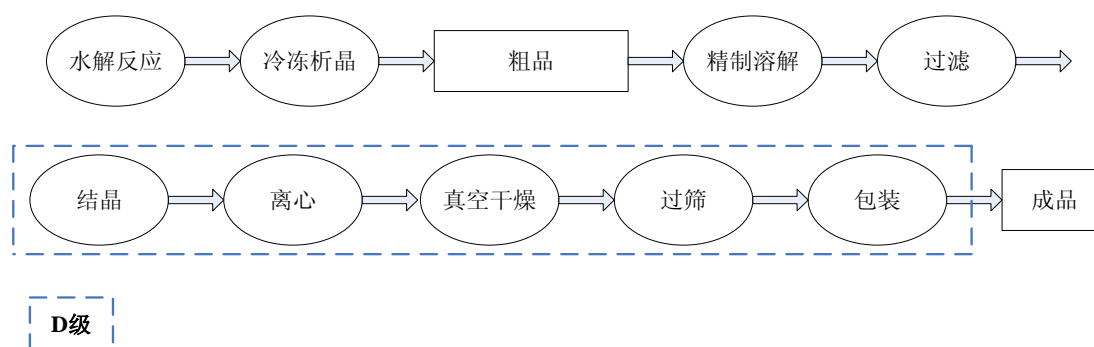 水解反应 冷冻析晶 粗品 精制溶解 过滤
结晶 离心 真空干燥 过筛 包装 成品
D级